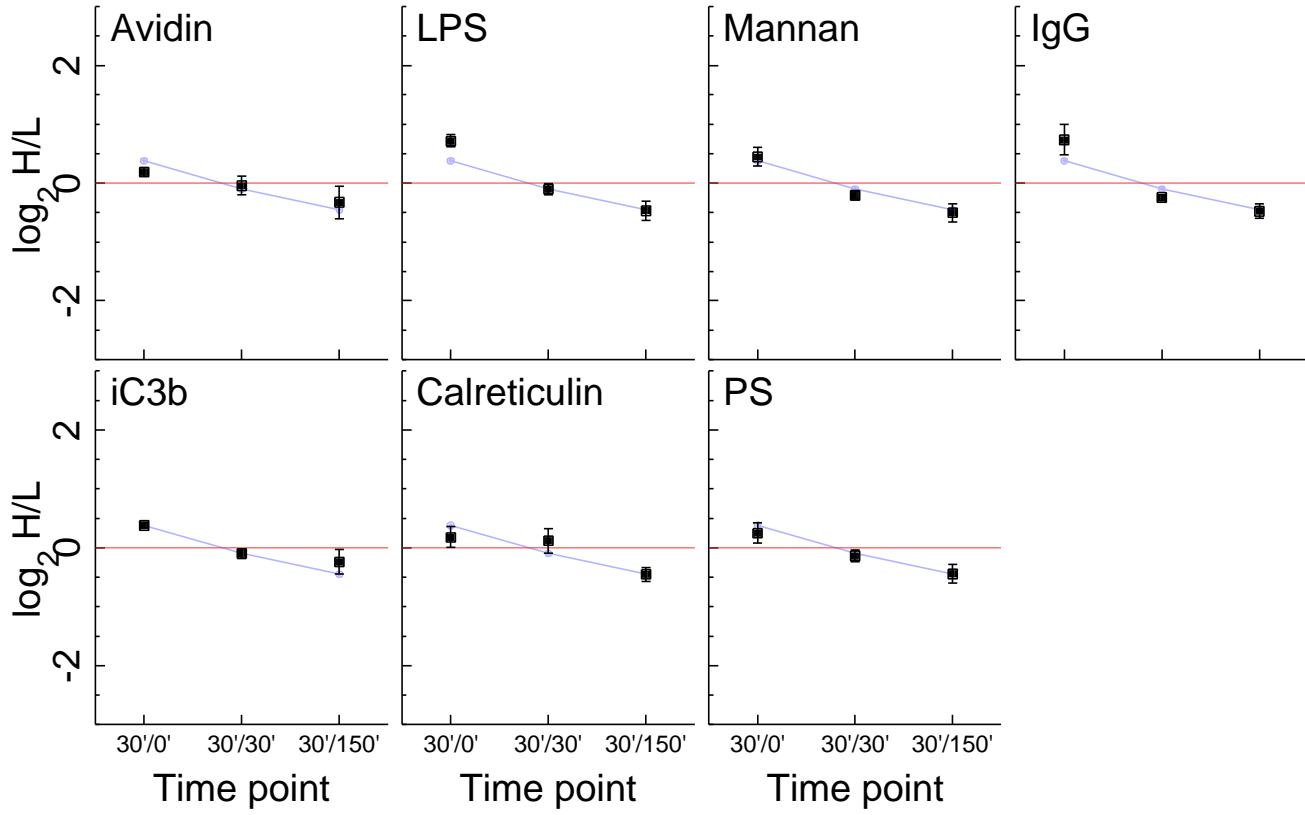 Avidin
LPS
Mannan
IgG
2
0
-2
log2 H/L
iC3b
Calreticulin
PS
2
0
-2
log2 H/L
30'/0' 30'/30' 30'/150'
30'/0' 30'/30' 30'/150'
30'/0' 30'/30' 30'/150'
Time point
Time point
Time point